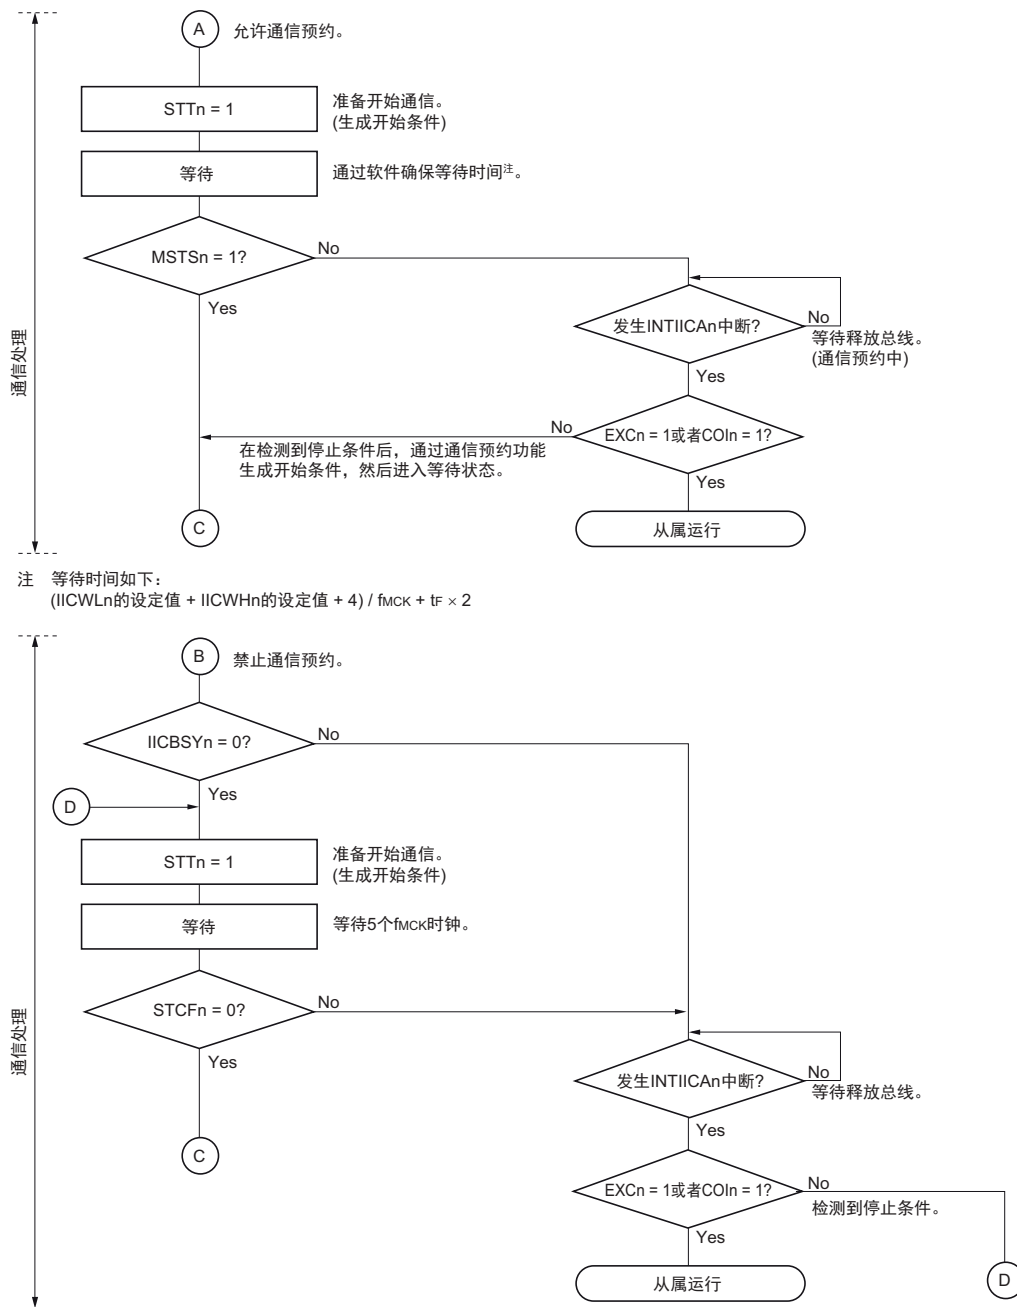 A 允许通信预约。
STTn = 1
准备开始通信。
(生成开始条件)
等待
通过软件确保等待时间注。
MSTSn = 1?
No
Yes
发生INTIICAn中断?
No
等待释放总线。
(通信预约中)
Yes
EXCn = 1或者COIn = 1?
No
在检测到停止条件后，通过通信预约功能
生成开始条件，然后进入等待状态。
Yes
C
从属运行
通信处理
注 等待时间如下：
(IICWLn的设定值 + IICWHn的设定值 + 4) / fMCK + tF × 2
B 禁止通信预约。
IICBSYn = 0?
No
Yes
D
STTn = 1
准备开始通信。
(生成开始条件)
等待
等待5个fMCK时钟。
STCFn = 0?
No
Yes
发生INTIICAn中断?
No
等待释放总线。
Yes
C
EXCn = 1或者COIn = 1?
No
检测到停止条件。
Yes
从属运行
D
通信处理